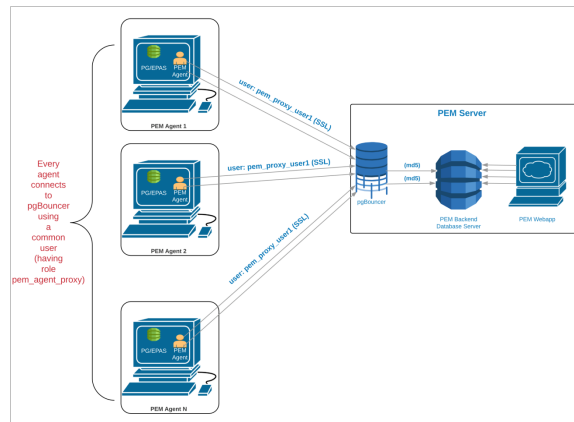 Every
agent
connects
to
pgBouncer
using
a
common
user
(having
role
pem_agent_proxy)
PG/EPAS
PEM
Agent
PEM Agent 1
user: pem_proxy_user1 (SSL)
PG/EPAS
PEM
Agent
PEM Agent 2
user: pem_proxy_user1 (SSL)
PG/EPAS
PEM
Agent
PEM Agent N
user: pem_proxy_user1 (SSL)
PEM Server
pgBouncer
(md5)
(md5)
PEM Backend
Database Server
PEM Webapp